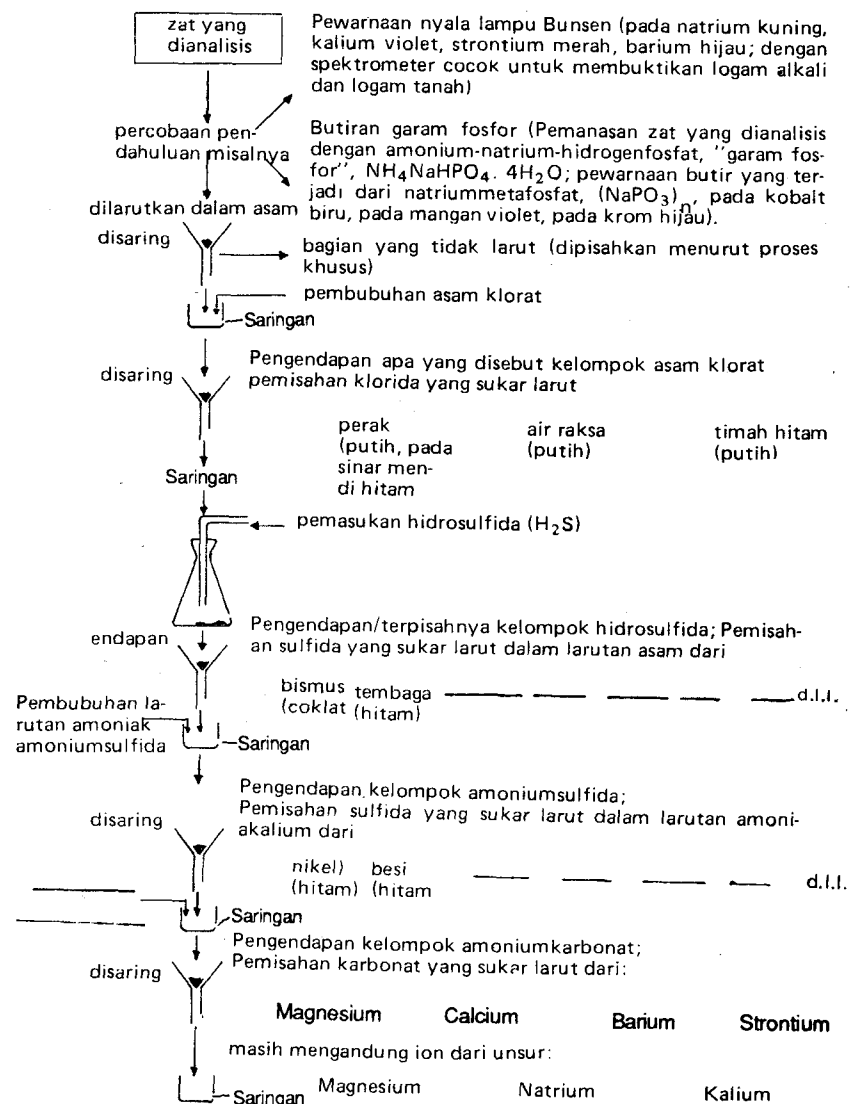 zat yang
dianalisis
Pewarnaan nyala lampu Bunsen (pada natrium kuning,
kalium violet, strontium merah, barium hijau; dengan
spektrometer cocok untuk membuktikan logam alkali
dan logam tanah)
percobaan pen-
dahuluan misalnya
Butiran garam fosfor (Pemanasan zat yang dianalisis
dengan amonium-natrium-hidrogenfosfat, "garam fos-
for", NH₄NaHPO₄. 4H₂O; pewarnaan butir yang ter-
jadi dari natriummetafosfat, (NaPO₃)ₙ, pada kobalt
biru, pada mangan violet, pada krom hijau).
dilarutkan dalam asam
disaring
bagian yang tidak larut (dipisahkan menurut proses
khusus)
pembubuhan asam klorat
Saringan
Pengendapan apa yang disebut kelompok asam klorat
pemisahan klorida yang sukar larut
disaring
perak
(putih, pada
sinar men-
di hitam
air raksa
(putih)
timah hitam
(putih)
Saringan
pemasukan hidrosulfida (H₂S)
Pengendapan/terpisahnya kelompok hidrosulfida; Pemisah-
an sulfida yang sukar larut dalam larutan asam dari
endapan
bismus tembaga d.l.l.
(coklat (hitam)
Pembubuhan la-
rutan amoniak
amoniumsulfida
Saringan
Pengendapan kelompok amoniumsulfida;
Pemisahan sulfida yang sukar larut dalam larutan amoni-
akalium dari
disaring
nikel) besi d.l.l.
(hitam) (hitam
Saringan
Pengendapan kelompok amoniumkarbonat;
Pemisahan karbonat yang sukar larut dari:
disaring
Magnesium Calcium Barium Strontium
masih mengandung ion dari unsur:
Saringan Magnesium Natrium Kalium